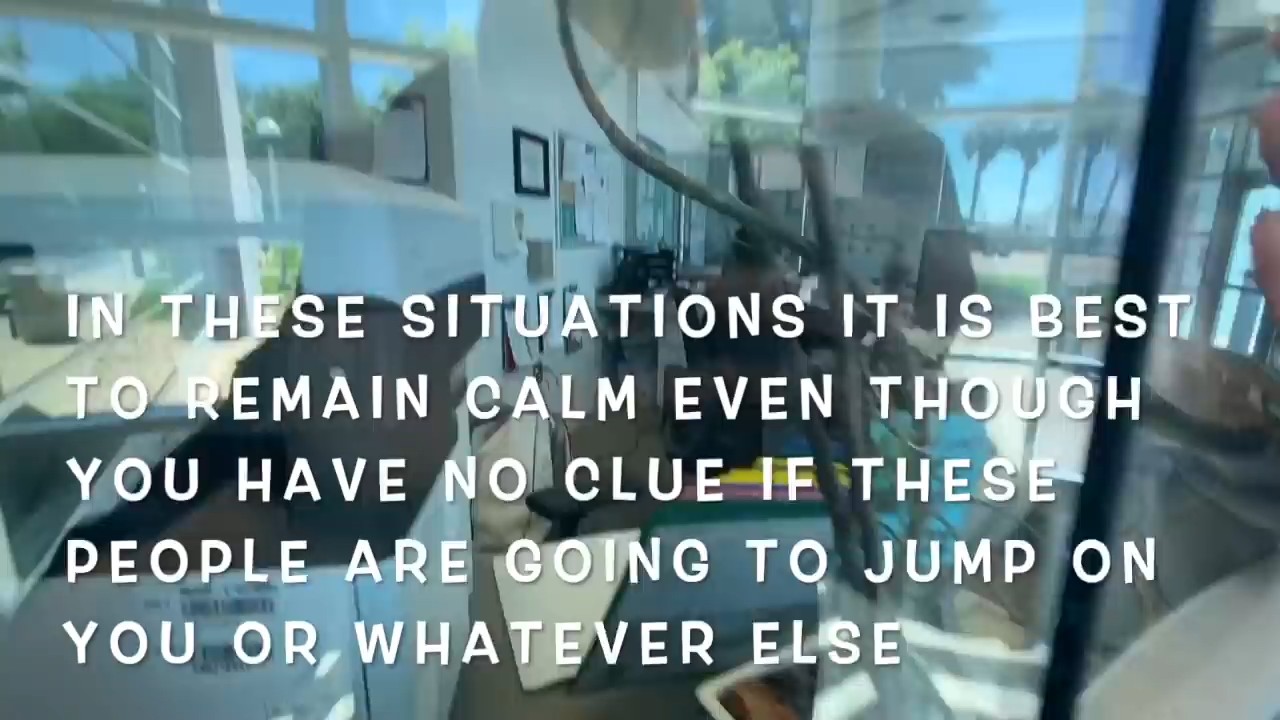 IN THESE SITUATIONS IT IS BEST
TO REMAIN CALM EVEN THOUGH
YOU HAVE NO CLUE IF THESE
PEOPLE ARE GOING TO JUMP ON
YOU OR WHATEVER ELSE